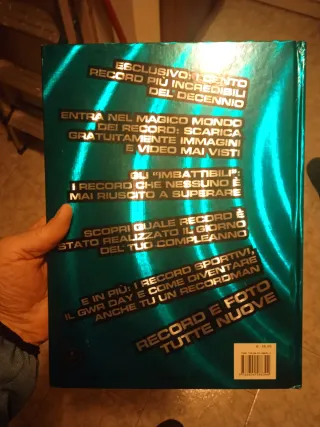 ESCLUSIVO: I CENTO
RECORD PIÙ INCREDIBILI
DEL DECENNIO
ENTRA NEL MAGICO MONDO
DEI RECORD: SCARICA
GRATUITAMENTE IMMAGINI
E VIDEO MAI VISTI
GLI "IMBATTIBILI":
I RECORD CHE NESSUNO È
MAI RIUSCITO A SUPERARE
SCOPRI QUALE RECORD È
STATO REALIZZATO IL GIORNO
DEL TUO COMPLEANNO
E IN PIÙ: I RECORD SPORTIVI,
IL GWR DAY E COME DIVENTARE
ANCHE TU UN RECORDMAN
RECORD E FOTO
TUTTE NUOVE